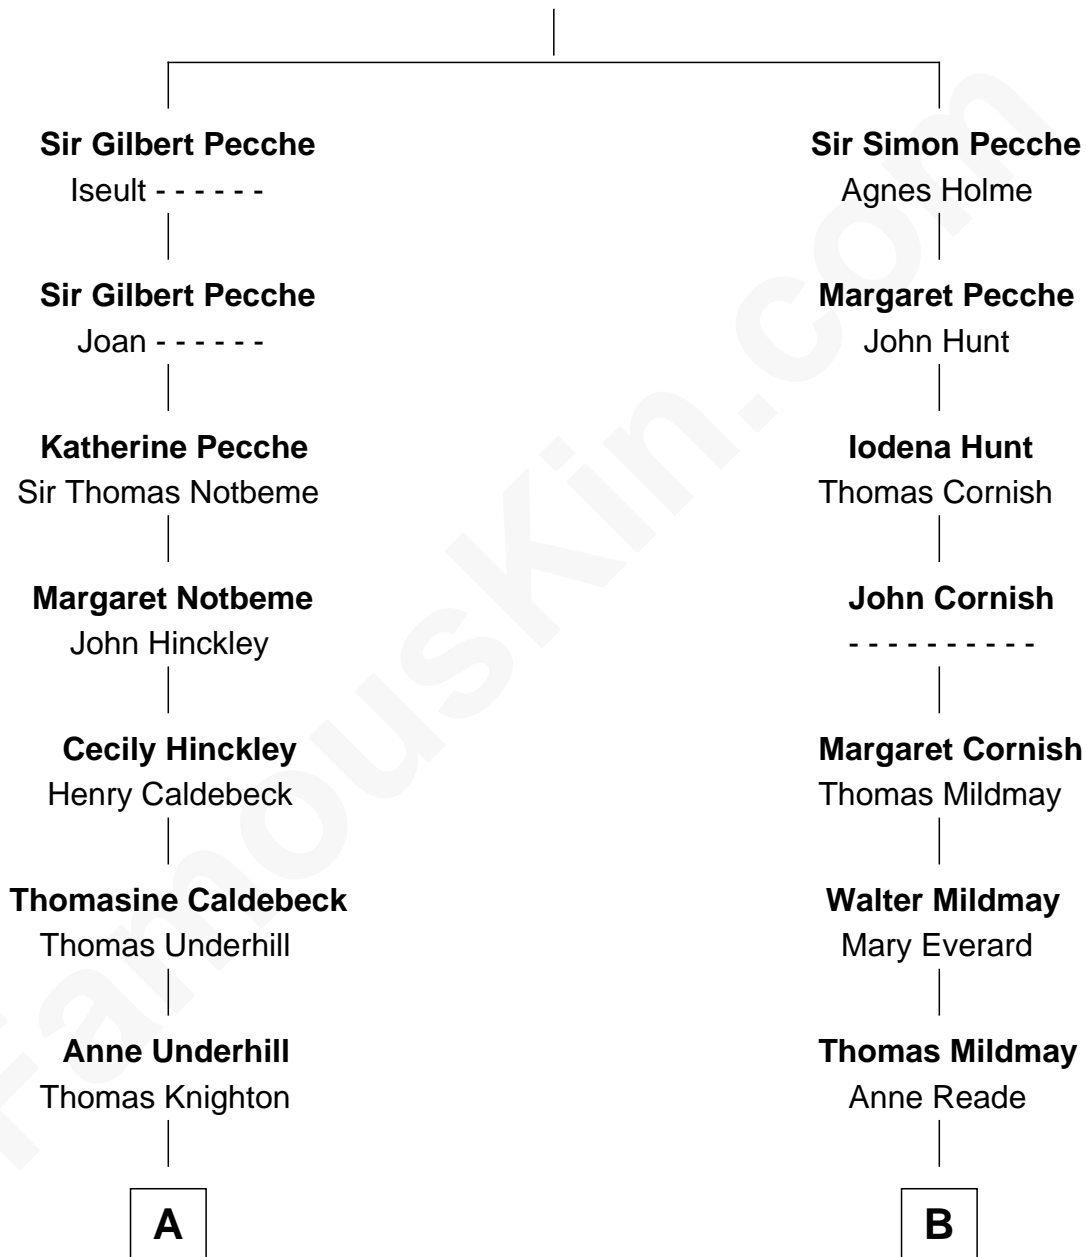 Sir Gilbert Pecche
Iseult - - - - - -
Sir Gilbert Pecche
Joan - - - - - -
Katherine Pecche
Sir Thomas Notbeme
Margaret Notbeme
John Hinckley
Cecily Hinckley
Henry Caldebeck
Thomasine Caldebeck
Thomas Underhill
Anne Underhill
Thomas Knighton
A
Sir Simon Pecche
Agnes Holme
Margaret Pecche
John Hunt
Iodena Hunt
Thomas Cornish
John Cornish
- - - - - - - - - -
Margaret Cornish
Thomas Mildmay
Walter Mildmay
Mary Everard
Thomas Mildmay
Anne Reade
B
FamousKin.com